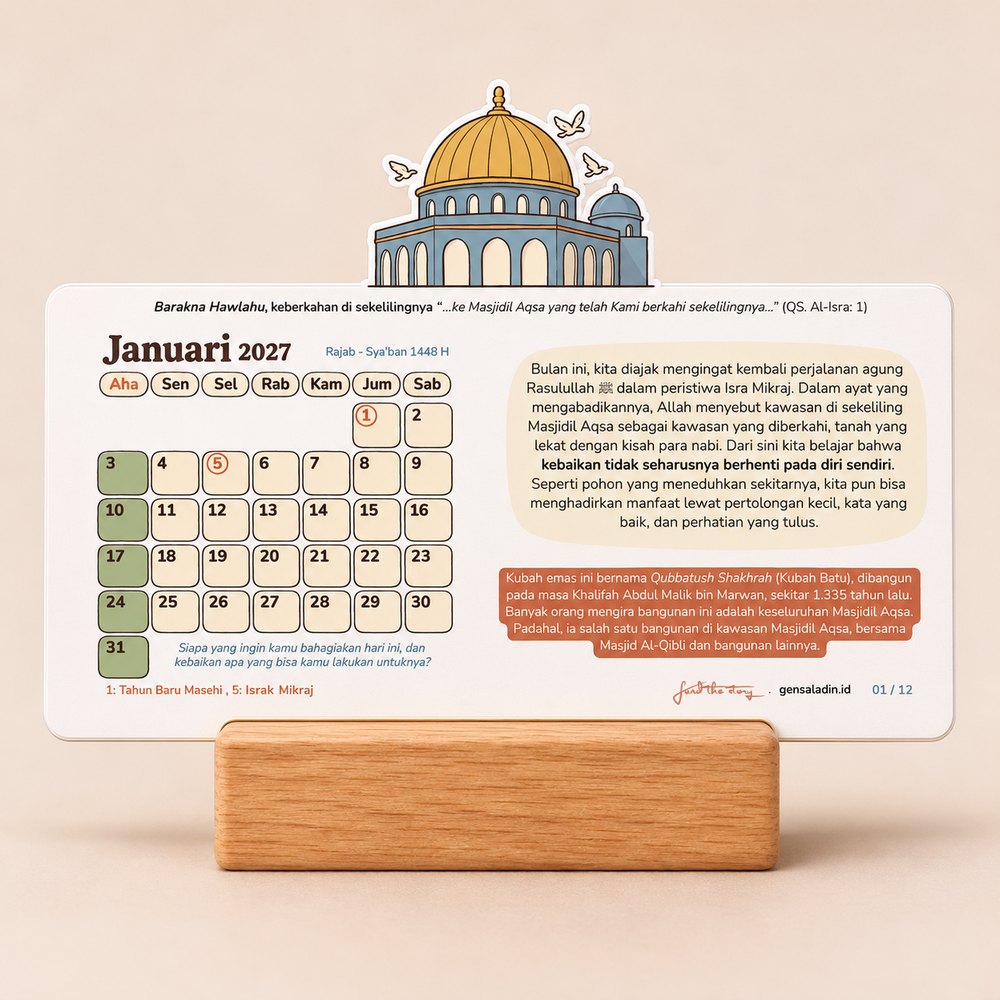 Barakna Hawlahu, keberkahan di sekelilingnya “...ke Masjidil Aqsa yang telah Kami berkahi sekelilingnya...” (QS. Al-Isra: 1)
Januari 2027
Rajab - Sya'ban 1448 H
Aha Sen Sel Rab Kam Jum Sab
1 2
3 4 5 6 7 8 9
10 11 12 13 14 15 16
17 18 19 20 21 22 23
24 25 26 27 28 29 30
31
Siapa yang ingin kamu bahagiakan hari ini, dan
kebaikan apa yang bisa kamu lakukan untuknya?
1: Tahun Baru Masehi , 5: Israk Mikraj
Bulan ini, kita diajak mengingat kembali perjalanan agung
Rasulullah ﷺ dalam peristiwa Isra Mikraj. Dalam ayat yang
mengabadikannya, Allah menyebut kawasan di sekeliling
Masjidil Aqsa sebagai kawasan yang diberkahi, tanah yang
lekat dengan kisah para nabi. Dari sini kita belajar bahwa
kebaikan tidak seharusnya berhenti pada diri sendiri.
Seperti pohon yang meneduhkan sekitarnya, kita pun bisa
menghadirkan manfaat lewat pertolongan kecil, kata yang
baik, dan perhatian yang tulus.
Kubah emas ini bernama Qubbatush Shakhrah (Kubah Batu), dibangun
pada masa Khalifah Abdul Malik bin Marwan, sekitar 1.335 tahun lalu.
Banyak orang mengira bangunan ini adalah keseluruhan Masjidil Aqsa.
Padahal, ia salah satu bangunan di kawasan Masjidil Aqsa, bersama
Masjid Al-Qibli dan bangunan lainnya.
the story . gensaladin.id 01 / 12